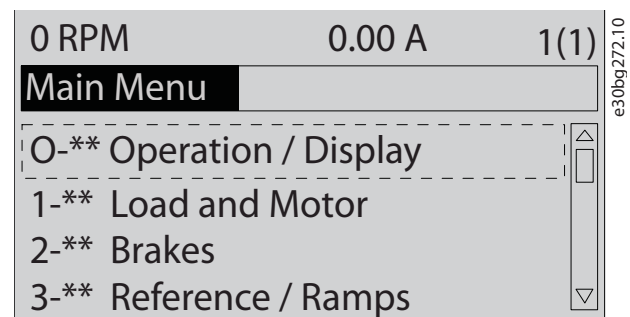 0 RPM 0.00 A 1(1)
Main Menu
O-** Operation / Display
1-** Load and Motor
2-** Brakes
3-** Reference / Ramps
e30bg272.10